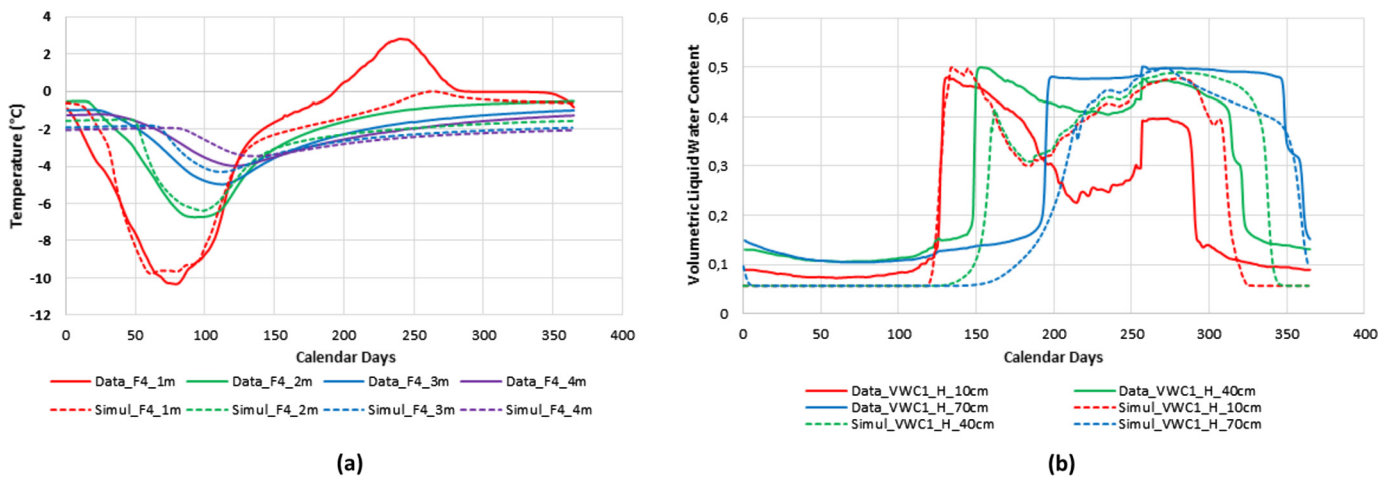 4
2
0
-2
-4
-6
-8
-10
-12
Temperature (°C)
0 50 100 150 200 250 300 350 400
Calendar Days
Data_F4_1m Data_F4_2m Data_F4_3m Data_F4_4m
Simul_F4_1m Simul_F4_2m Simul_F4_3m Simul_F4_4m
(a)
0,6
0,5
0,4
0,3
0,2
0,1
0
Volumetric Liquid Water Content
0 50 100 150 200 250 300 350 400
Calendar Days
Data_VWC1_H_10cm Data_VWC1_H_40cm
Data_VWC1_H_70cm Simul_VWC1_H_10cm
Simul_VWC1_H_40cm Simul_VWC1_H_70cm
(b)